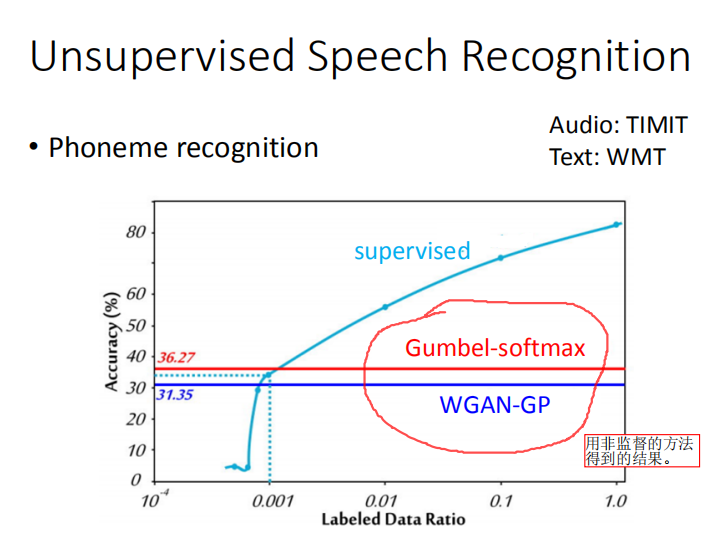 Unsupervised Speech Recognition
Audio: TIMIT
Text: WMT
• Phoneme recognition
80
60
50
40
30
20
10
0
Accuracy (%)
supervised
Gumbel-softmax
36.27
31.35
WGAN-GP
用非监督的方法
得到的结果。
10⁻⁴
0.001
0.01
0.1
1.0
Labeled Data Ratio